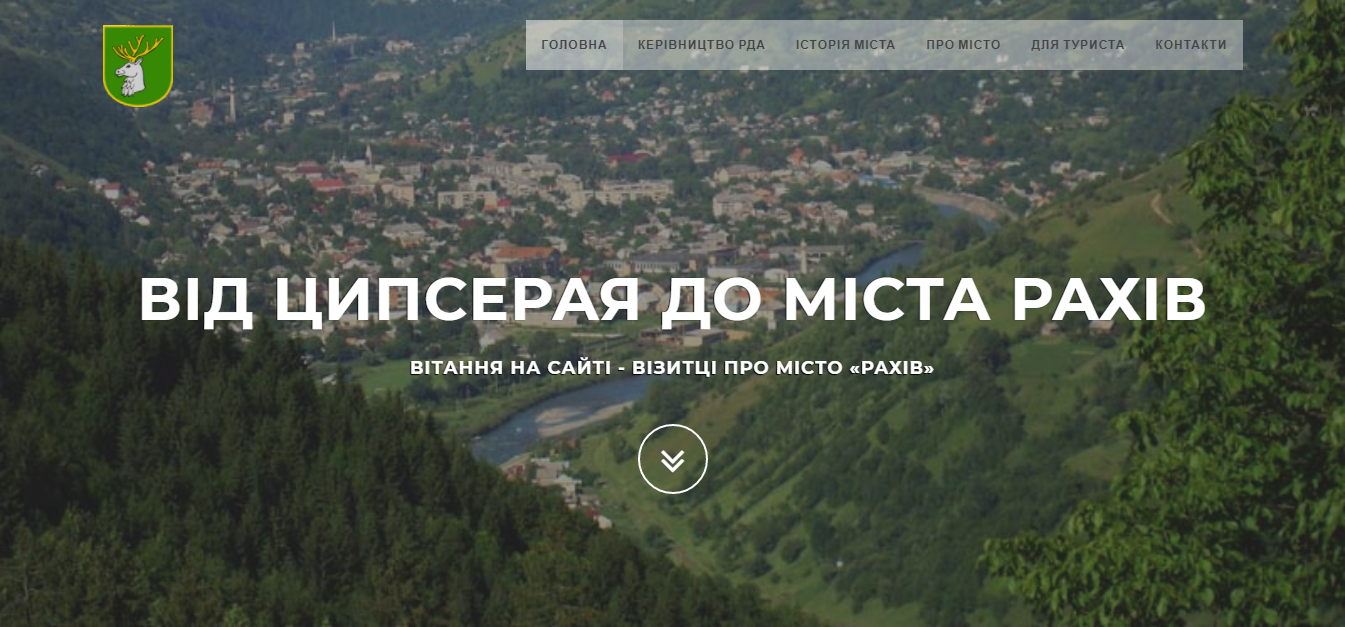 ГОЛОВНА КЕРІВНИЦТВО РДА ІСТОРІЯ МІСТА ПРО МІСТО ДЛЯ ТУРИСТА КОНТАКТИ
ВІД ЦИПСЕРАЯ ДО МІСТА РАХІВ
ВІТАННЯ НА САЙТІ - ВІЗИТЦІ ПРО МІСТО «РАХІВ»